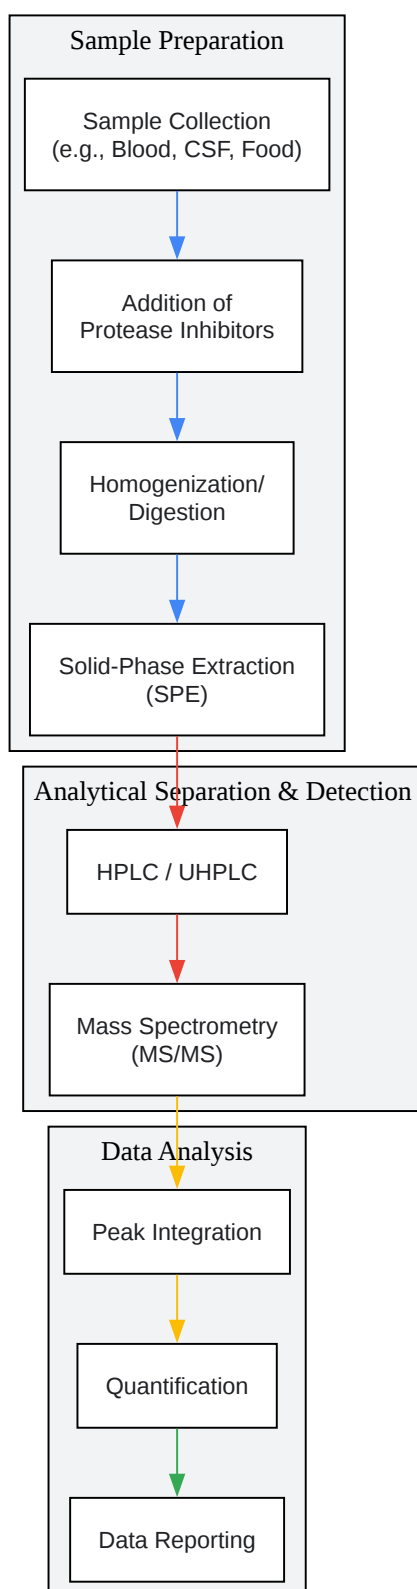 Sample Preparation
Sample Collection
(e.g., Blood, CSF, Food)
Addition of
Protease Inhibitors
Homogenization/
Digestion
Solid-Phase Extraction
(SPE)
Analytical Separation & Detection
HPLC / UHPLC
Mass Spectrometry
(MS/MS)
Data Analysis
Peak Integration
Quantification
Data Reporting